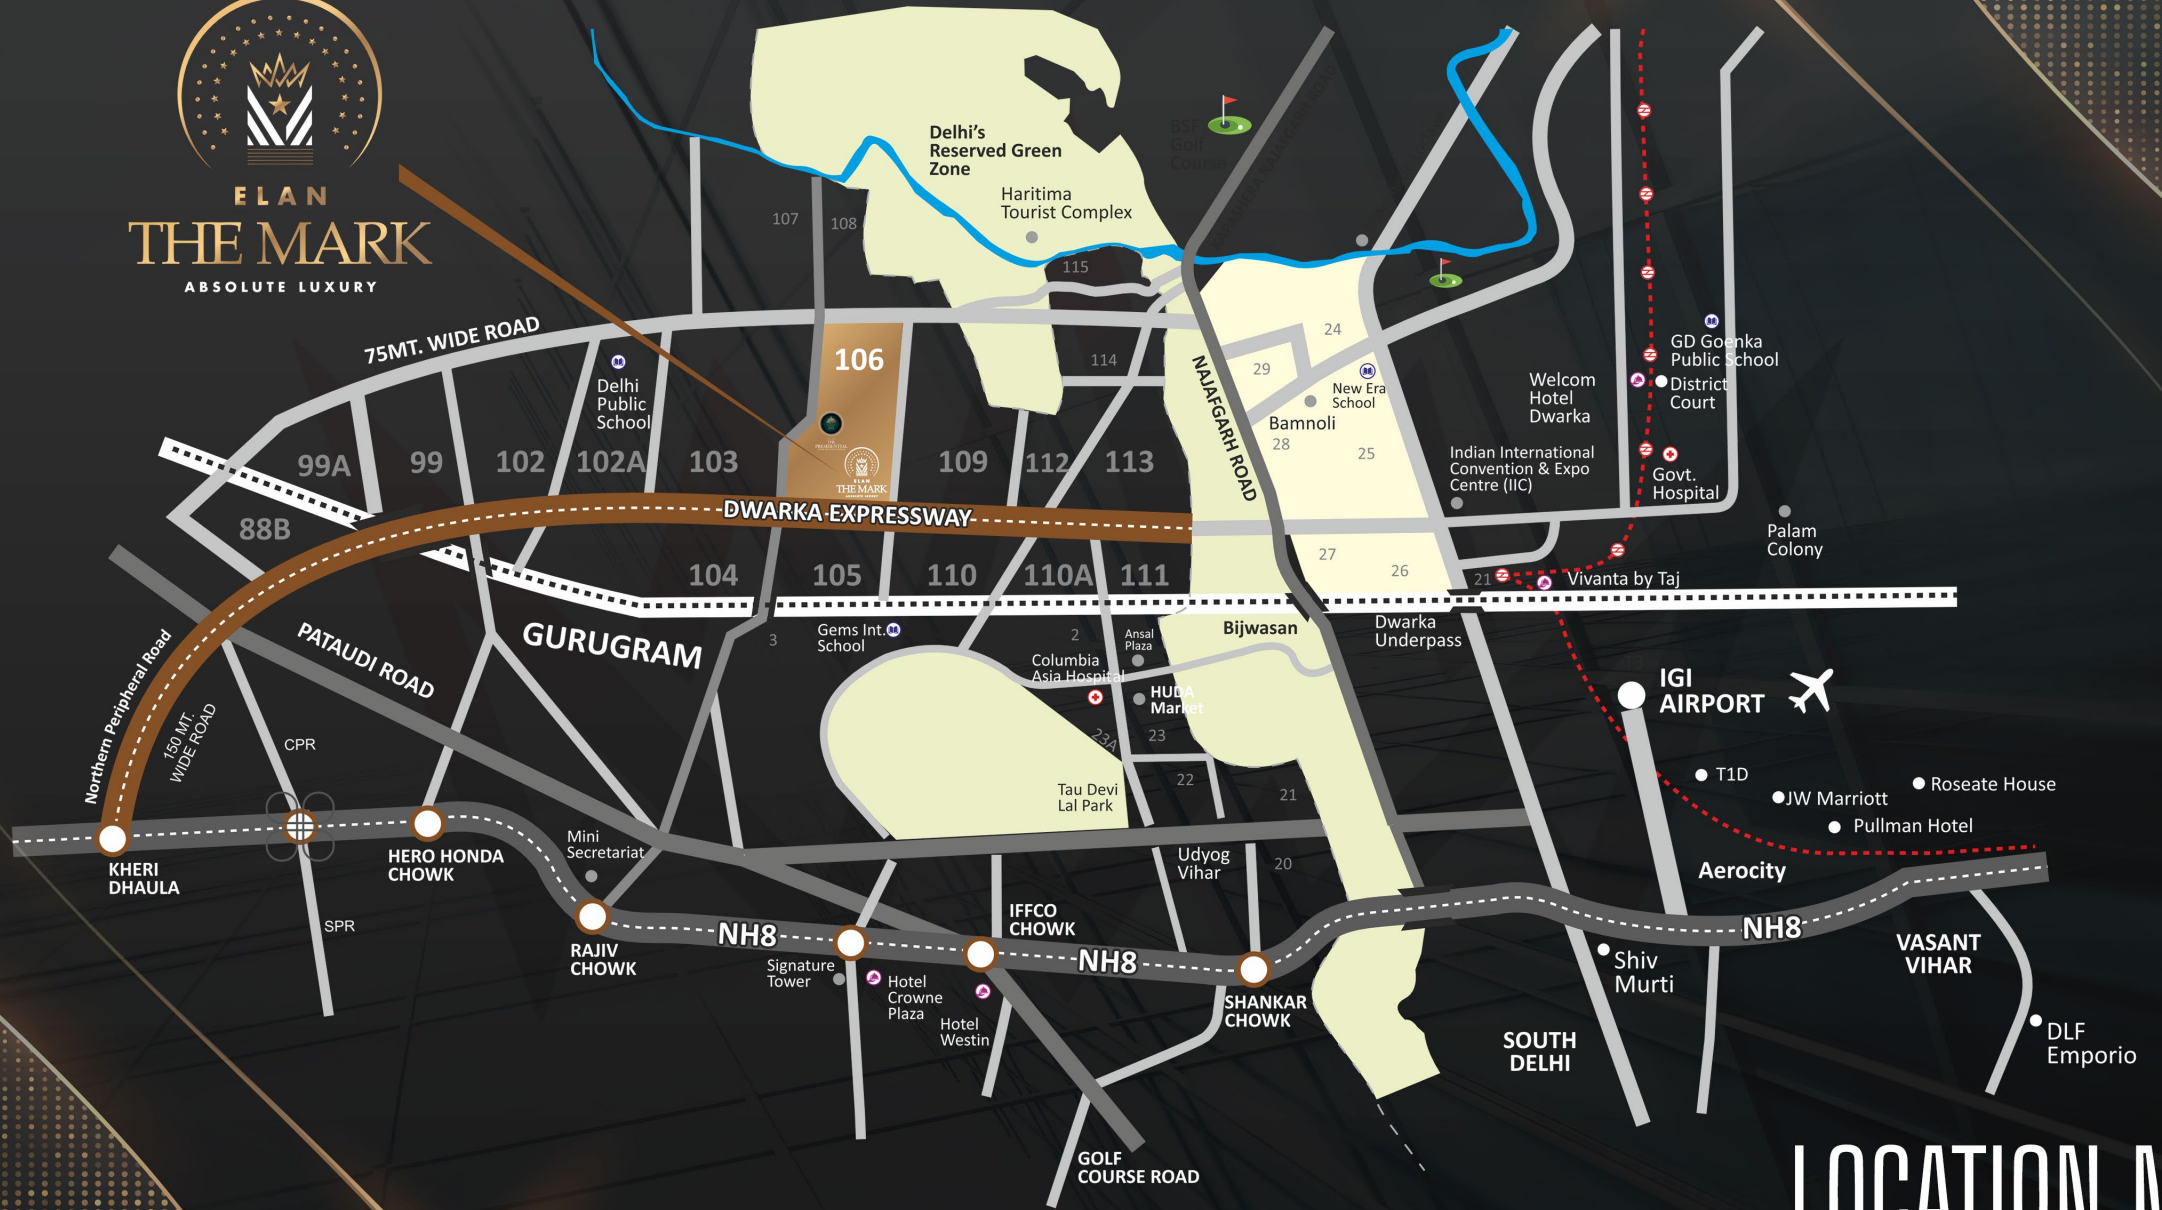 ELAN
THE MARK
ABSOLUTE LUXURY
Delhi's
Reserved Green
Zone
Haritima
Tourist Complex
BSF
Golf
Course
107
108
115
75MT. WIDE ROAD
106
114
24
29
New Era
School
Bamnoli
28
25
NAJAFGARH ROAD
GD Goenka
Public School
District
Court
Welcom
Hotel
Dwarka
Indian International
Convention & Expo
Centre (IIC)
Govt.
Hospital
Palam
Colony
Delhi
Public
School
99A
99
102
102A
103
109
112
113
ELAN
THE MARK
88B
DWARKA EXPRESSWAY
104
105
110
110A
111
27
26
21
Vivanta by Taj
Dwarka
Underpass
Bijwasan
GURUGRAM
PATAUDI ROAD
Northern Peripheral Road
150 MT.
WIDE ROAD
3
Gems Int.
School
2
Ansal
Plaza
Columbia
Asia Hospital
HUDA
Market
23A
23
22
21
20
Tau Devi
Lal Park
Udyog
Vihar
IGI
AIRPORT
T1D
JW Marriott
Roseate House
Pullman Hotel
Aerocity
CPR
SPR
KHERI
DHAULA
HERO HONDA
CHOWK
Mini
Secretariat
RAJIV
CHOWK
NH8
Signature
Tower
Hotel
Crowne
Plaza
Hotel
Westin
IFFCO
CHOWK
NH8
SHANKAR
CHOWK
NH8
Shiv
Murti
VASANT
VIHAR
SOUTH
DELHI
DLF
Emporio
GOLF
COURSE ROAD
LOCATION